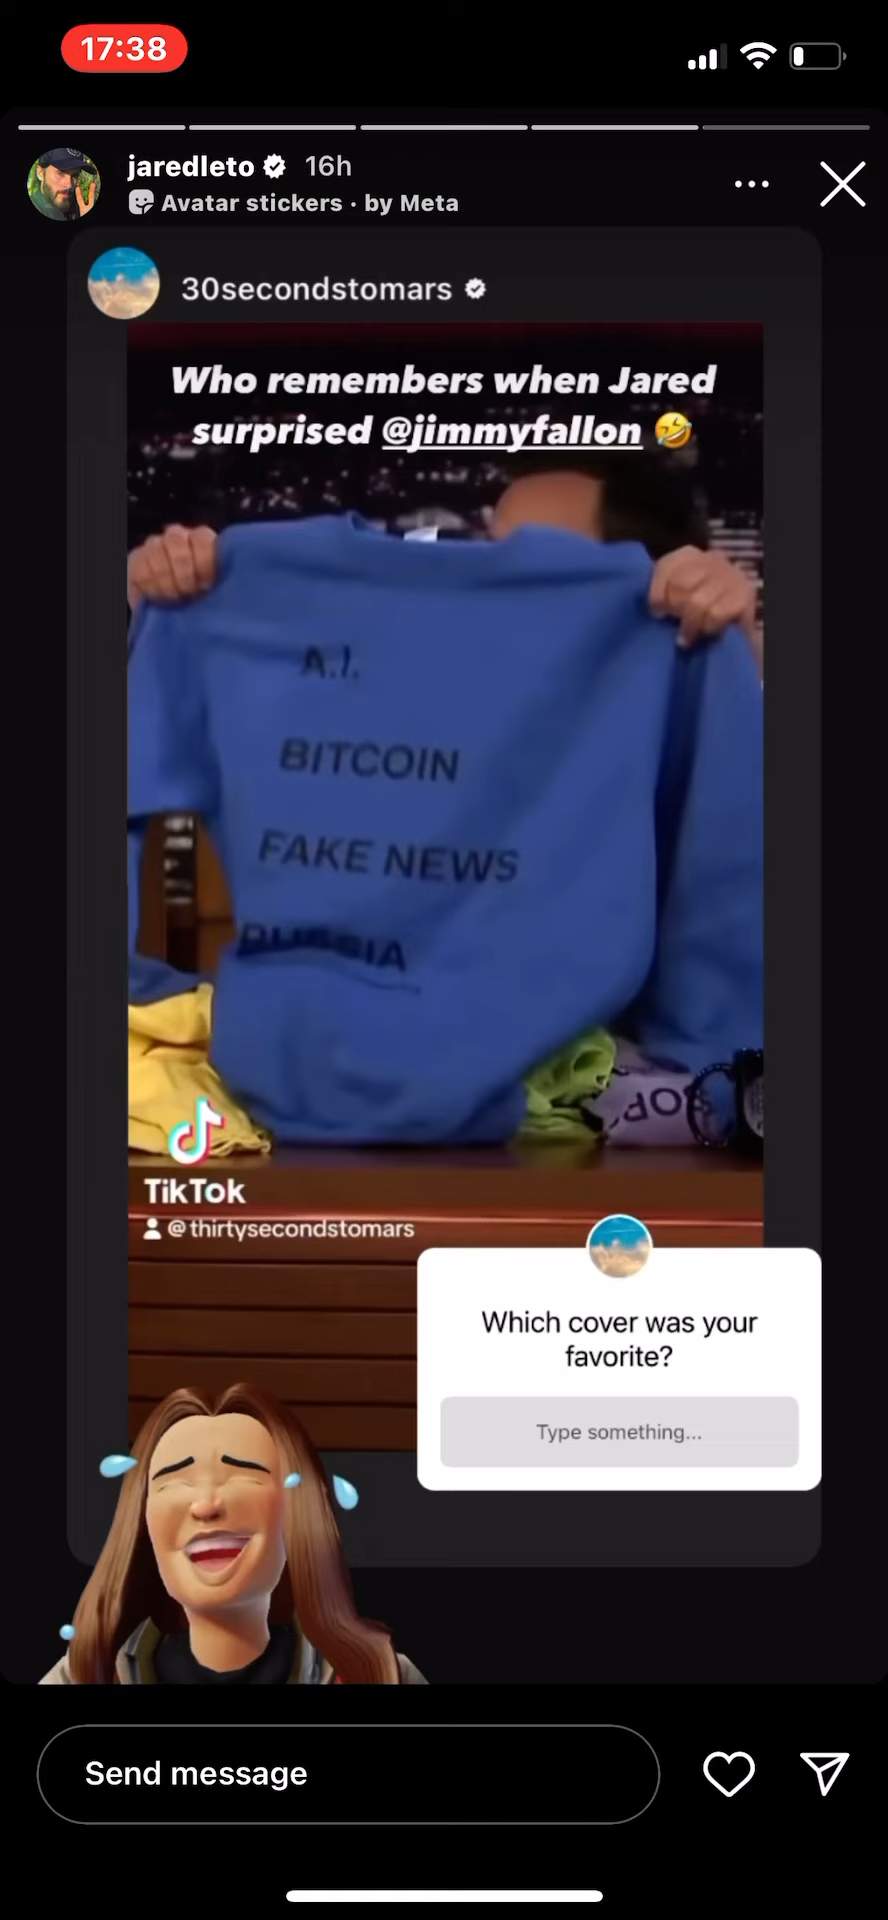 17:38
jaredleto 16h
Avatar stickers · by Meta
30secondstomars
Who remembers when Jared
surprised @jimmyfallon 🤣
A.I.
BITCOIN
FAKE NEWS
RUSSIA
TikTok
@thirtysecondstomars
Which cover was your
favorite?
Type something...
Send message